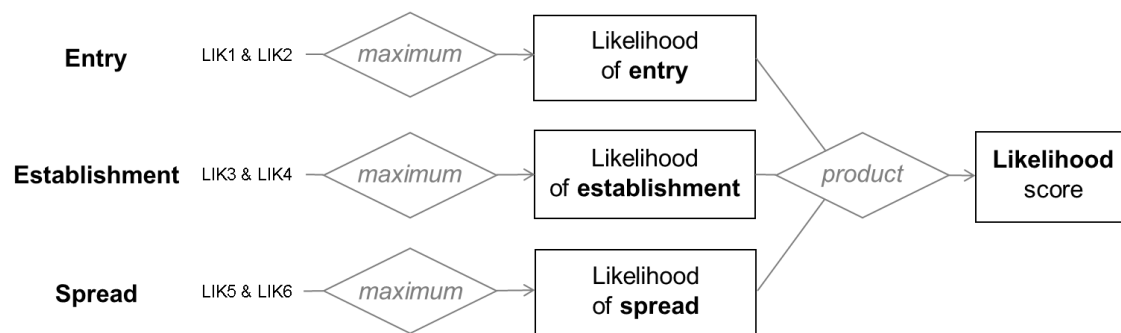 Entry
LIK1 & LIK2
maximum
Likelihood
of entry
Establishment
LIK3 & LIK4
maximum
Likelihood
of establishment
product
Likelihood
score
Spread
LIK5 & LIK6
maximum
Likelihood
of spread